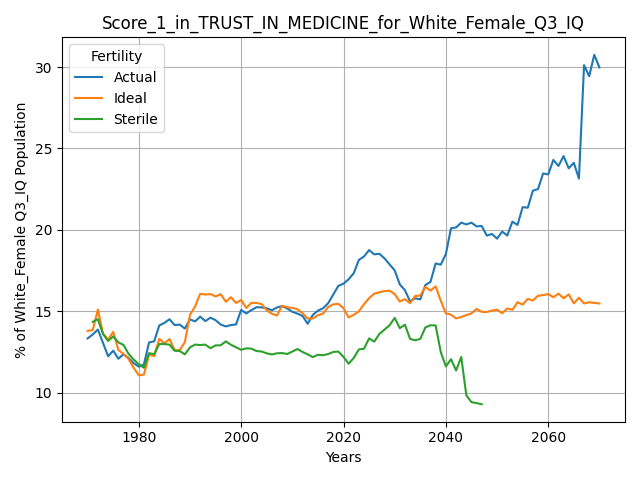 Score_1_in_TRUST_IN_MEDICINE_for_White_Female_Q3_IQ
Fertility
Actual
Ideal
Sterile
% of White_Female Q3_IQ Population
30
25
20
15
10
1980
2000
2020
2040
2060
Years